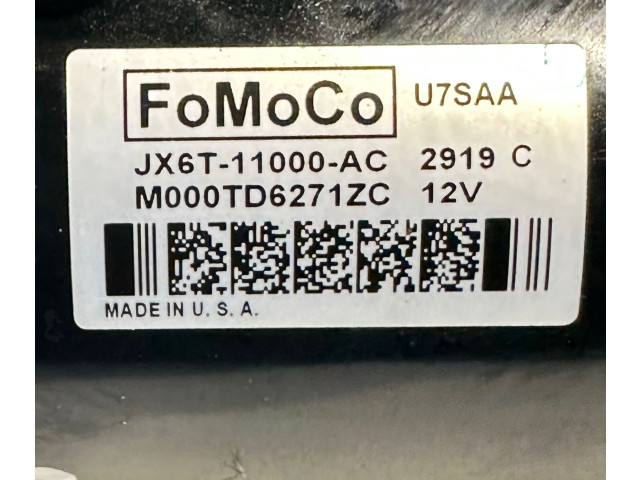 FoMoCo U7SAA
JX6T-11000-AC 2919 C
M000TD6271ZC 12V
MADE IN U. S. A.